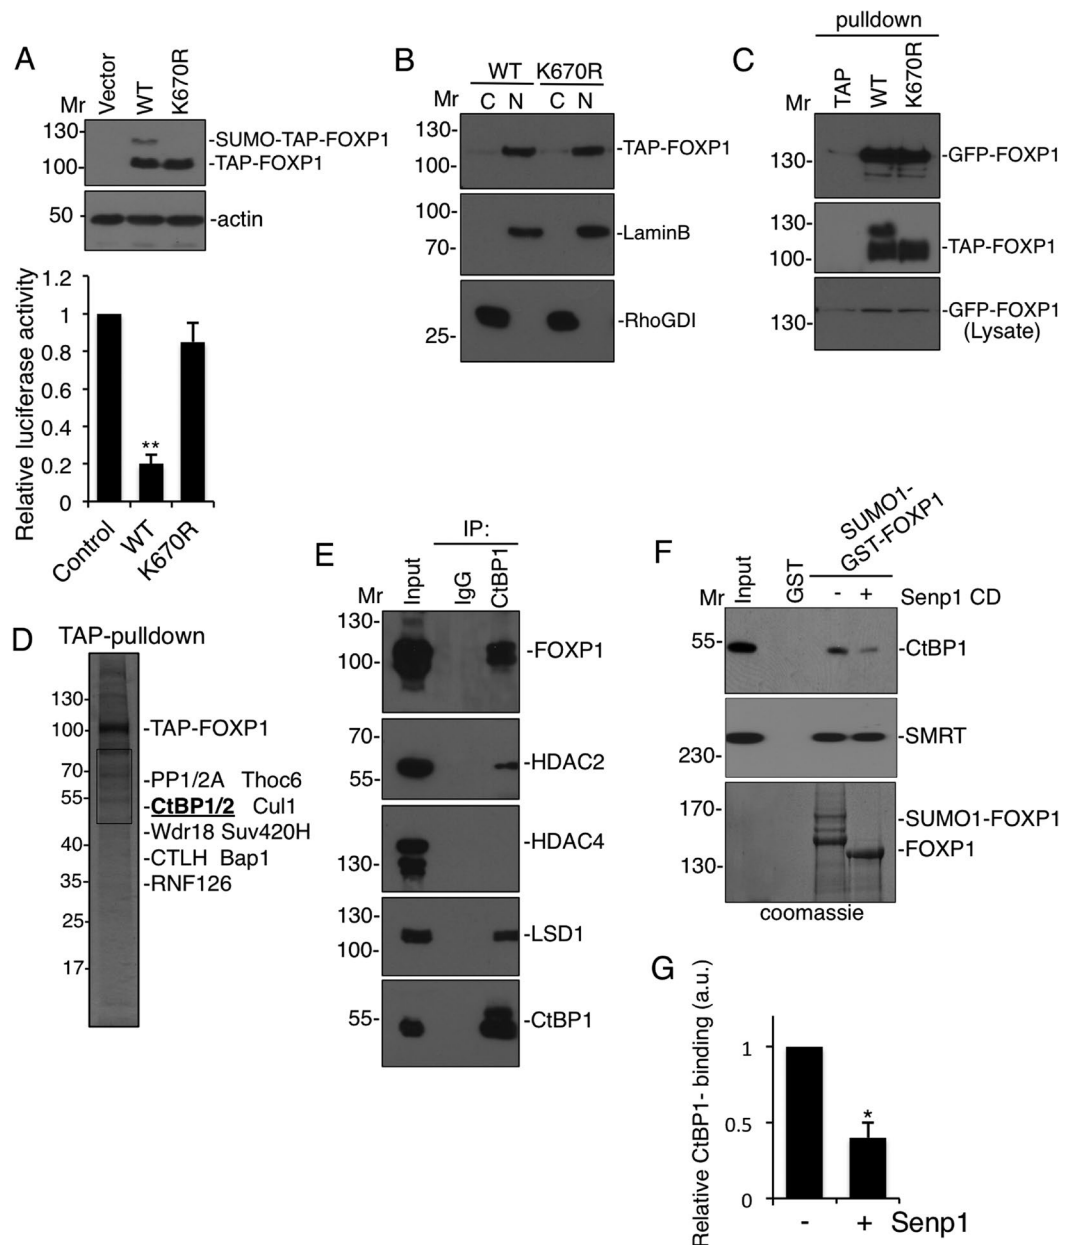 A
Mr
Vector
WT
K670R
130-
100-
-SUMO-TAP-FOXP1
-TAP-FOXP1
50
-actin
Relative luciferase activity
1.2
1
0.8
0.6
0.4
0.2
0
**
Control
WT
K670R
B
WT K670R
Mr
C N C N
130-
100-
-TAP-FOXP1
100-
70-
-LaminB
25-
-RhoGDI
C
pulldown
Mr
TAP
WT
K670R
130-
-GFP-FOXP1
130-
100-
-TAP-FOXP1
130-
-GFP-FOXP1
(Lysate)
D
TAP-pulldown
130-
100-
70-
55-
40-
35-
25-
17-
-TAP-FOXP1
-PP1/2A Thoc6
-CtBP1/2 Cul1
-Wdr18 Suv420H
-CTLH Bap1
-RNF126
E
IP:
Mr
Input
IgG
CtBP1
130-
100-
-FOXP1
70-
55-
-HDAC2
130-
-HDAC4
130-
100-
-LSD1
55-
-CtBP1
F
SUMO1-
GST-FOXP1
Mr
Input
GST
- + Senp1 CD
55-
-CtBP1
230-
-SMRT
170-
130-
-SUMO1-FOXP1
-FOXP1
coomassie
G
Relative CtBP1- binding (a.u.)
1
0.5
0
*
- + Senp1